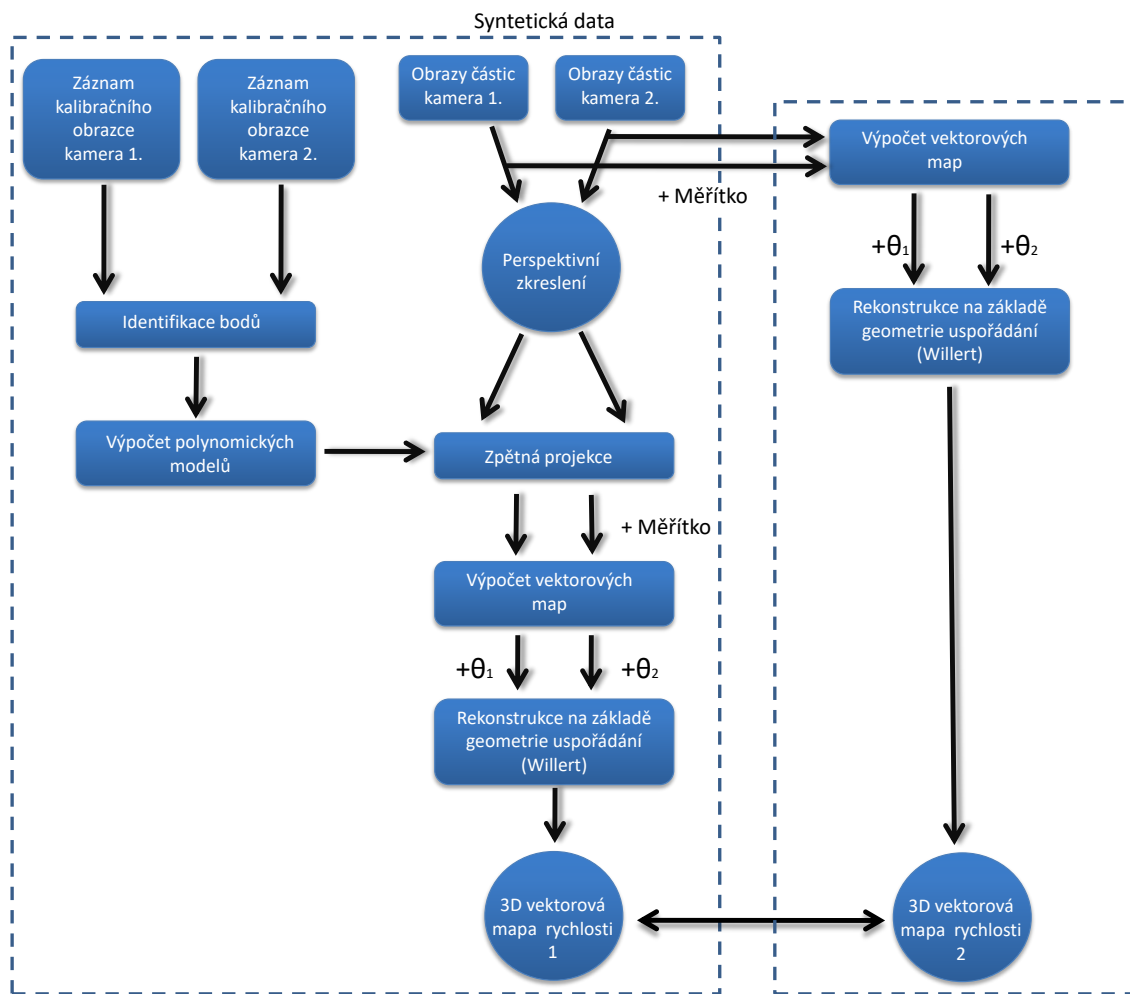 Syntetická data
Záznam
kalibračního
obrazce
kamera 1.
Záznam
kalibračního
obrazce
kamera 2.
Obrazy částic
kamera 1.
Obrazy částic
kamera 2.
Výpočet vektorových
map
+ Měřítko
+θ1
+θ2
Perspektivní
zkreslení
Identifikace bodů
Rekonstrukce na základě
geometrie uspořádání
(Willert)
Výpočet polynomických
modelů
Zpětná projekce
+ Měřítko
Výpočet vektorových
map
+θ1
+θ2
Rekonstrukce na základě
geometrie uspořádání
(Willert)
3D vektorová
mapa rychlosti
1
3D vektorová
mapa rychlosti
2